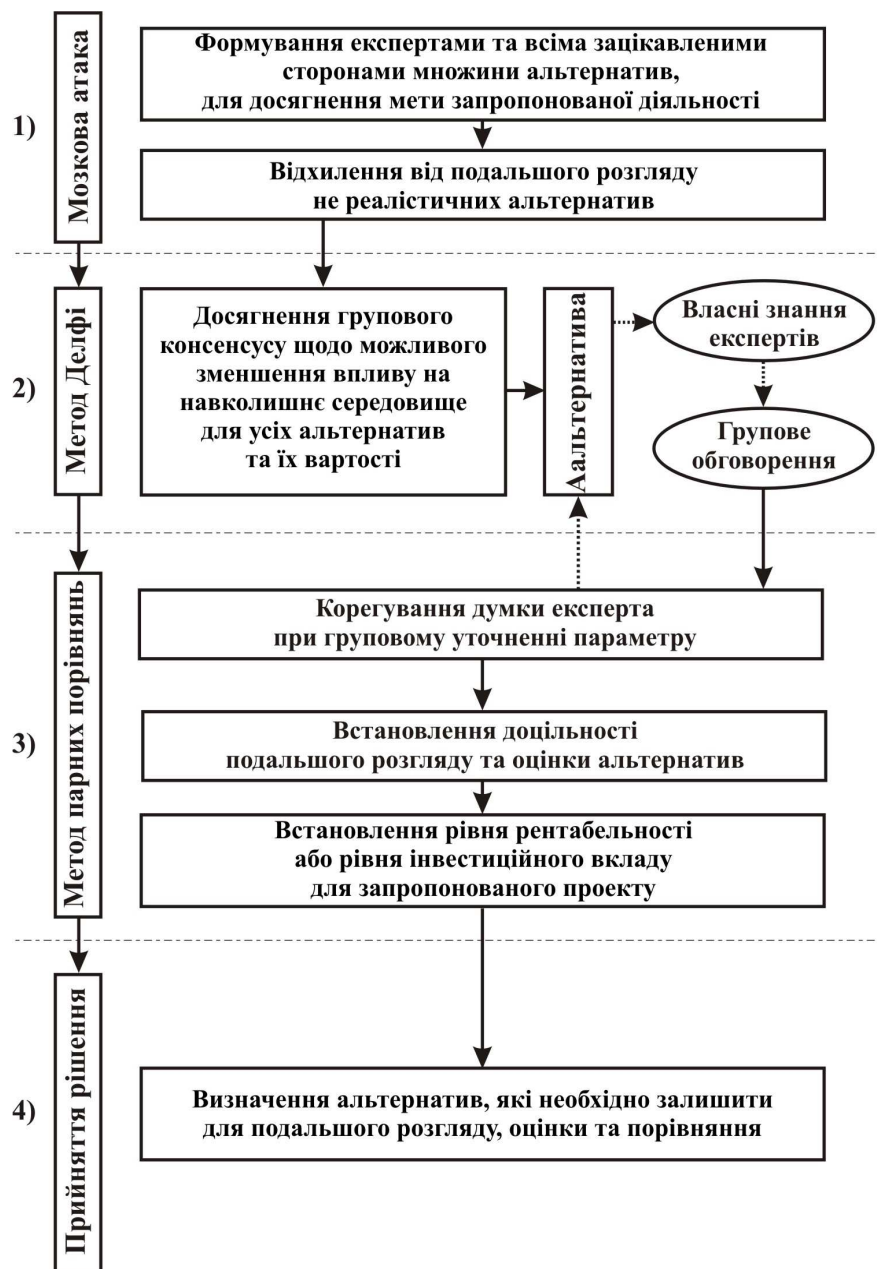 1)
Мозкова атака
Формування експертами та всіма зацікавленими
сторонами множини альтернатив,
для досягнення мети запропонованої діяльності
Відхилення від подальшого розгляду
не реалістичних альтернатив
2)
Метод Делфі
Досягнення групового
консенсусу щодо можливого
зменшення впливу на
навколишнє середовище
для усіх альтернатив
та їх вартості
Аальтернатива
Власні знання
експертів
Групове
обговорення
3)
Метод парних порівнянь
Корегування думки експерта
при груповому уточненні параметру
Встановлення доцільності
подальшого розгляду та оцінки альтернатив
Встановлення рівня рентабельності
або рівня інвестиційного вкладу
для запропонованого проекту
4)
Прийняття рішення
Визначення альтернатив, які необхідно залишити
для подальшого розгляду, оцінки та порівняння